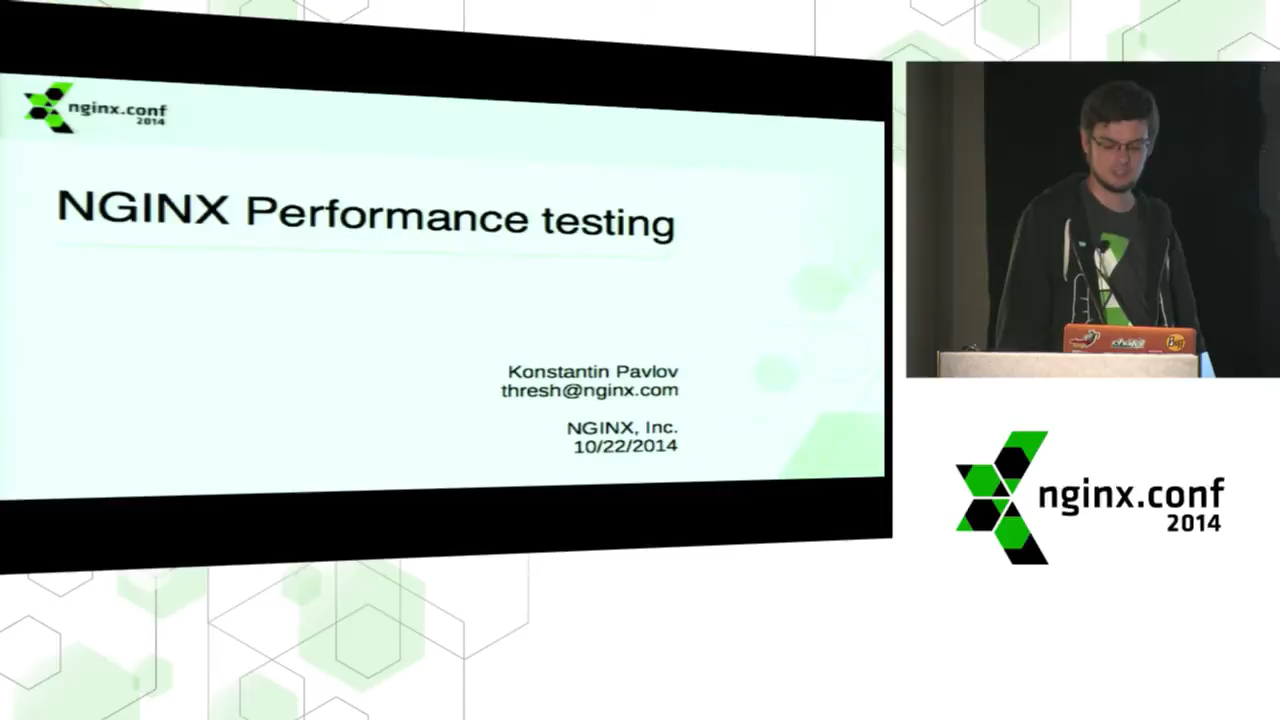 nginx.conf
2014
NGINX Performance testing
Konstantin Pavlov
thresh@nginx.com
NGINX, Inc.
10/22/2014
nginx.conf
2014